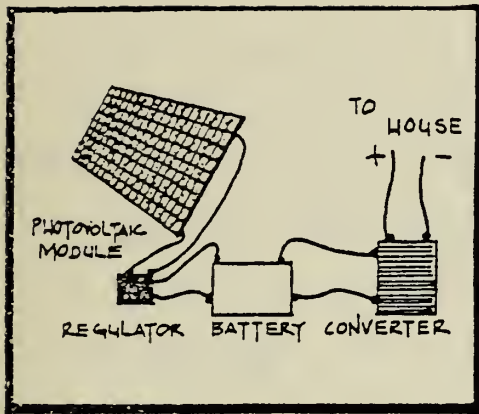 TO
HOUSE
+ -
PHOTOVOLTAIC
MODULE
REGULATOR BATTERY CONVERTER